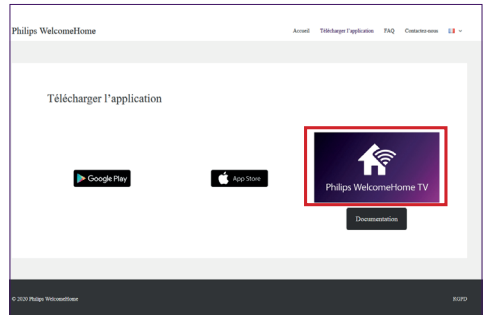 Philips WelcomeHome
Accueil Télécharger l'application FAQ Contactez-nous
Télécharger l'application
Google Play
App Store
Philips WelcomeHome TV
Documentation
© 2020 Philips WelcomeHome
RGPD